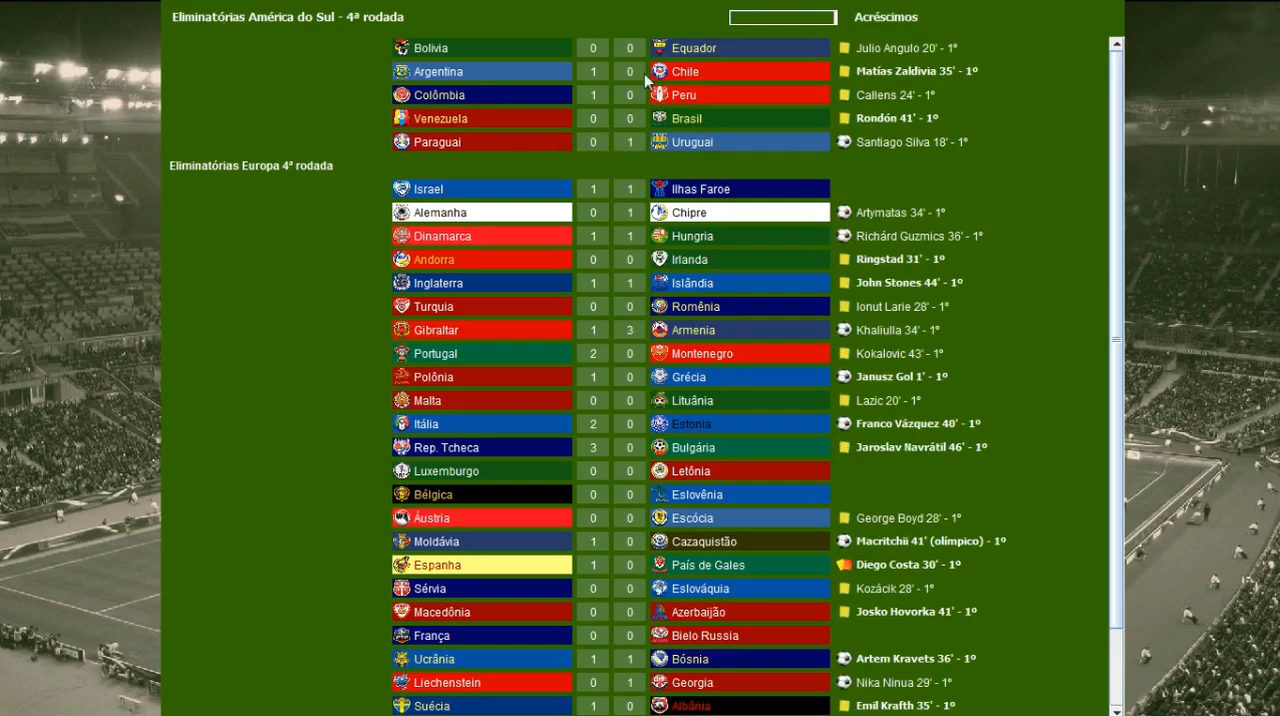 Eliminatórias América do Sul - 4ª rodada Acréscimos
Bolivia 0 0 Equador Julio Angulo 20' - 1º
Argentina 1 0 Chile Matías Zaldivia 35' - 1º
Colômbia 1 0 Peru Callens 24' - 1º
Venezuela 0 0 Brasil Rondón 41' - 1º
Paraguai 0 1 Uruguai Santiago Silva 18' - 1º
Eliminatórias Europa 4ª rodada
Israel 1 1 Ilhas Faroe
Alemanha 0 1 Chipre Artymatas 34' - 1º
Dinamarca 1 1 Hungria Richárd Guzmics 36' - 1º
Andorra 0 0 Irlanda Ringstad 31' - 1º
Inglaterra 1 1 Islândia John Stones 44' - 1º
Turquia 0 0 Romênia Ionut Larie 28' - 1º
Gibraltar 1 3 Armenia Khaliulla 34' - 1º
Portugal 2 0 Montenegro Kokalovic 43' - 1º
Polônia 1 0 Grécia Janusz Gol 1' - 1º
Malta 0 0 Lituânia Lazic 20' - 1º
Itália 2 0 Estonia Franco Vázquez 40' - 1º
Rep. Tcheca 3 0 Bulgária Jaroslav Navrátil 46' - 1º
Luxemburgo 0 0 Letônia
Bélgica 0 0 Eslovênia
Áustria 0 0 Escócia George Boyd 28' - 1º
Moldávia 1 0 Cazaquistão Macritchii 41' (olímpico) - 1º
Espanha 1 0 País de Gales Diego Costa 30' - 1º
Sérvia 0 0 Eslováquia Kozácik 28' - 1º
Macedônia 0 0 Azerbaijão Josko Hovorka 41' - 1º
França 0 0 Bielo Russia
Ucrânia 1 1 Bósnia Artem Kravets 36' - 1º
Liechenstein 0 1 Georgia Nika Ninua 29' - 1º
Suécia 1 0 Albânia Emil Krafth 35' - 1º